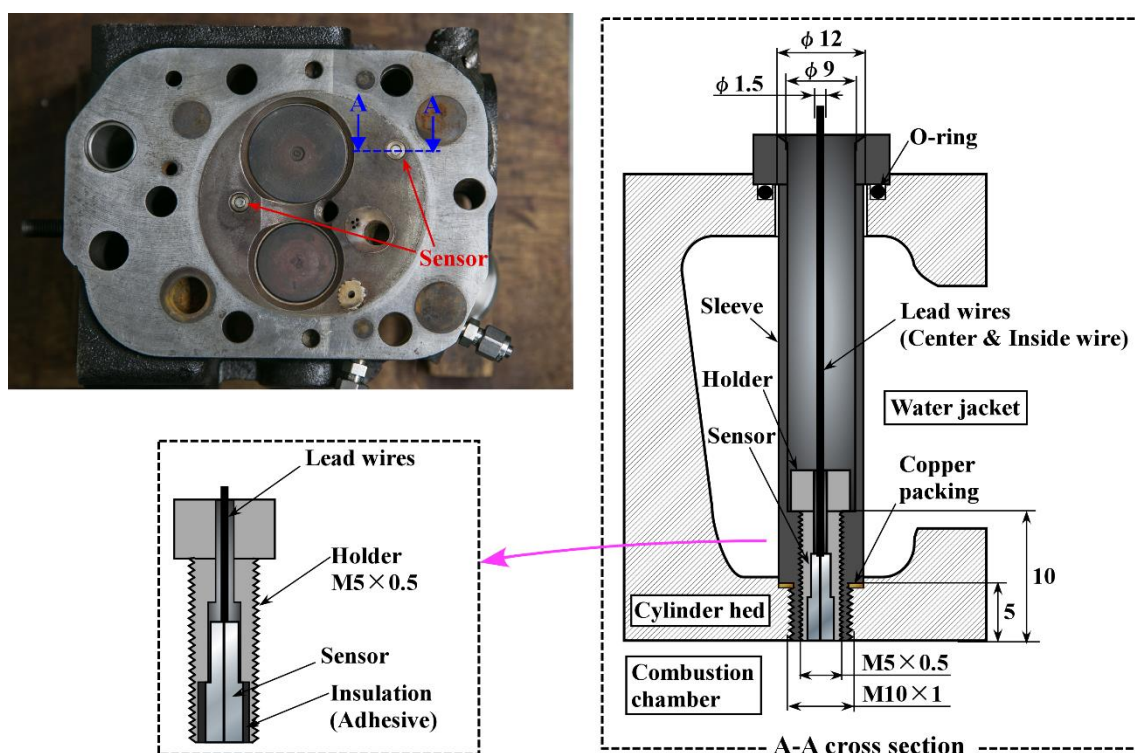 A A
Sensor
φ 12
φ 9
φ 1.5
O-ring
Sleeve
Lead wires
(Center & Inside wire)
Holder
Water jacket
Sensor
Copper
packing
10
5
Cylinder hed
Combustion
chamber
M5×0.5
M10×1
A-A cross section
Lead wires
Holder
M5×0.5
Sensor
Insulation
(Adhesive)